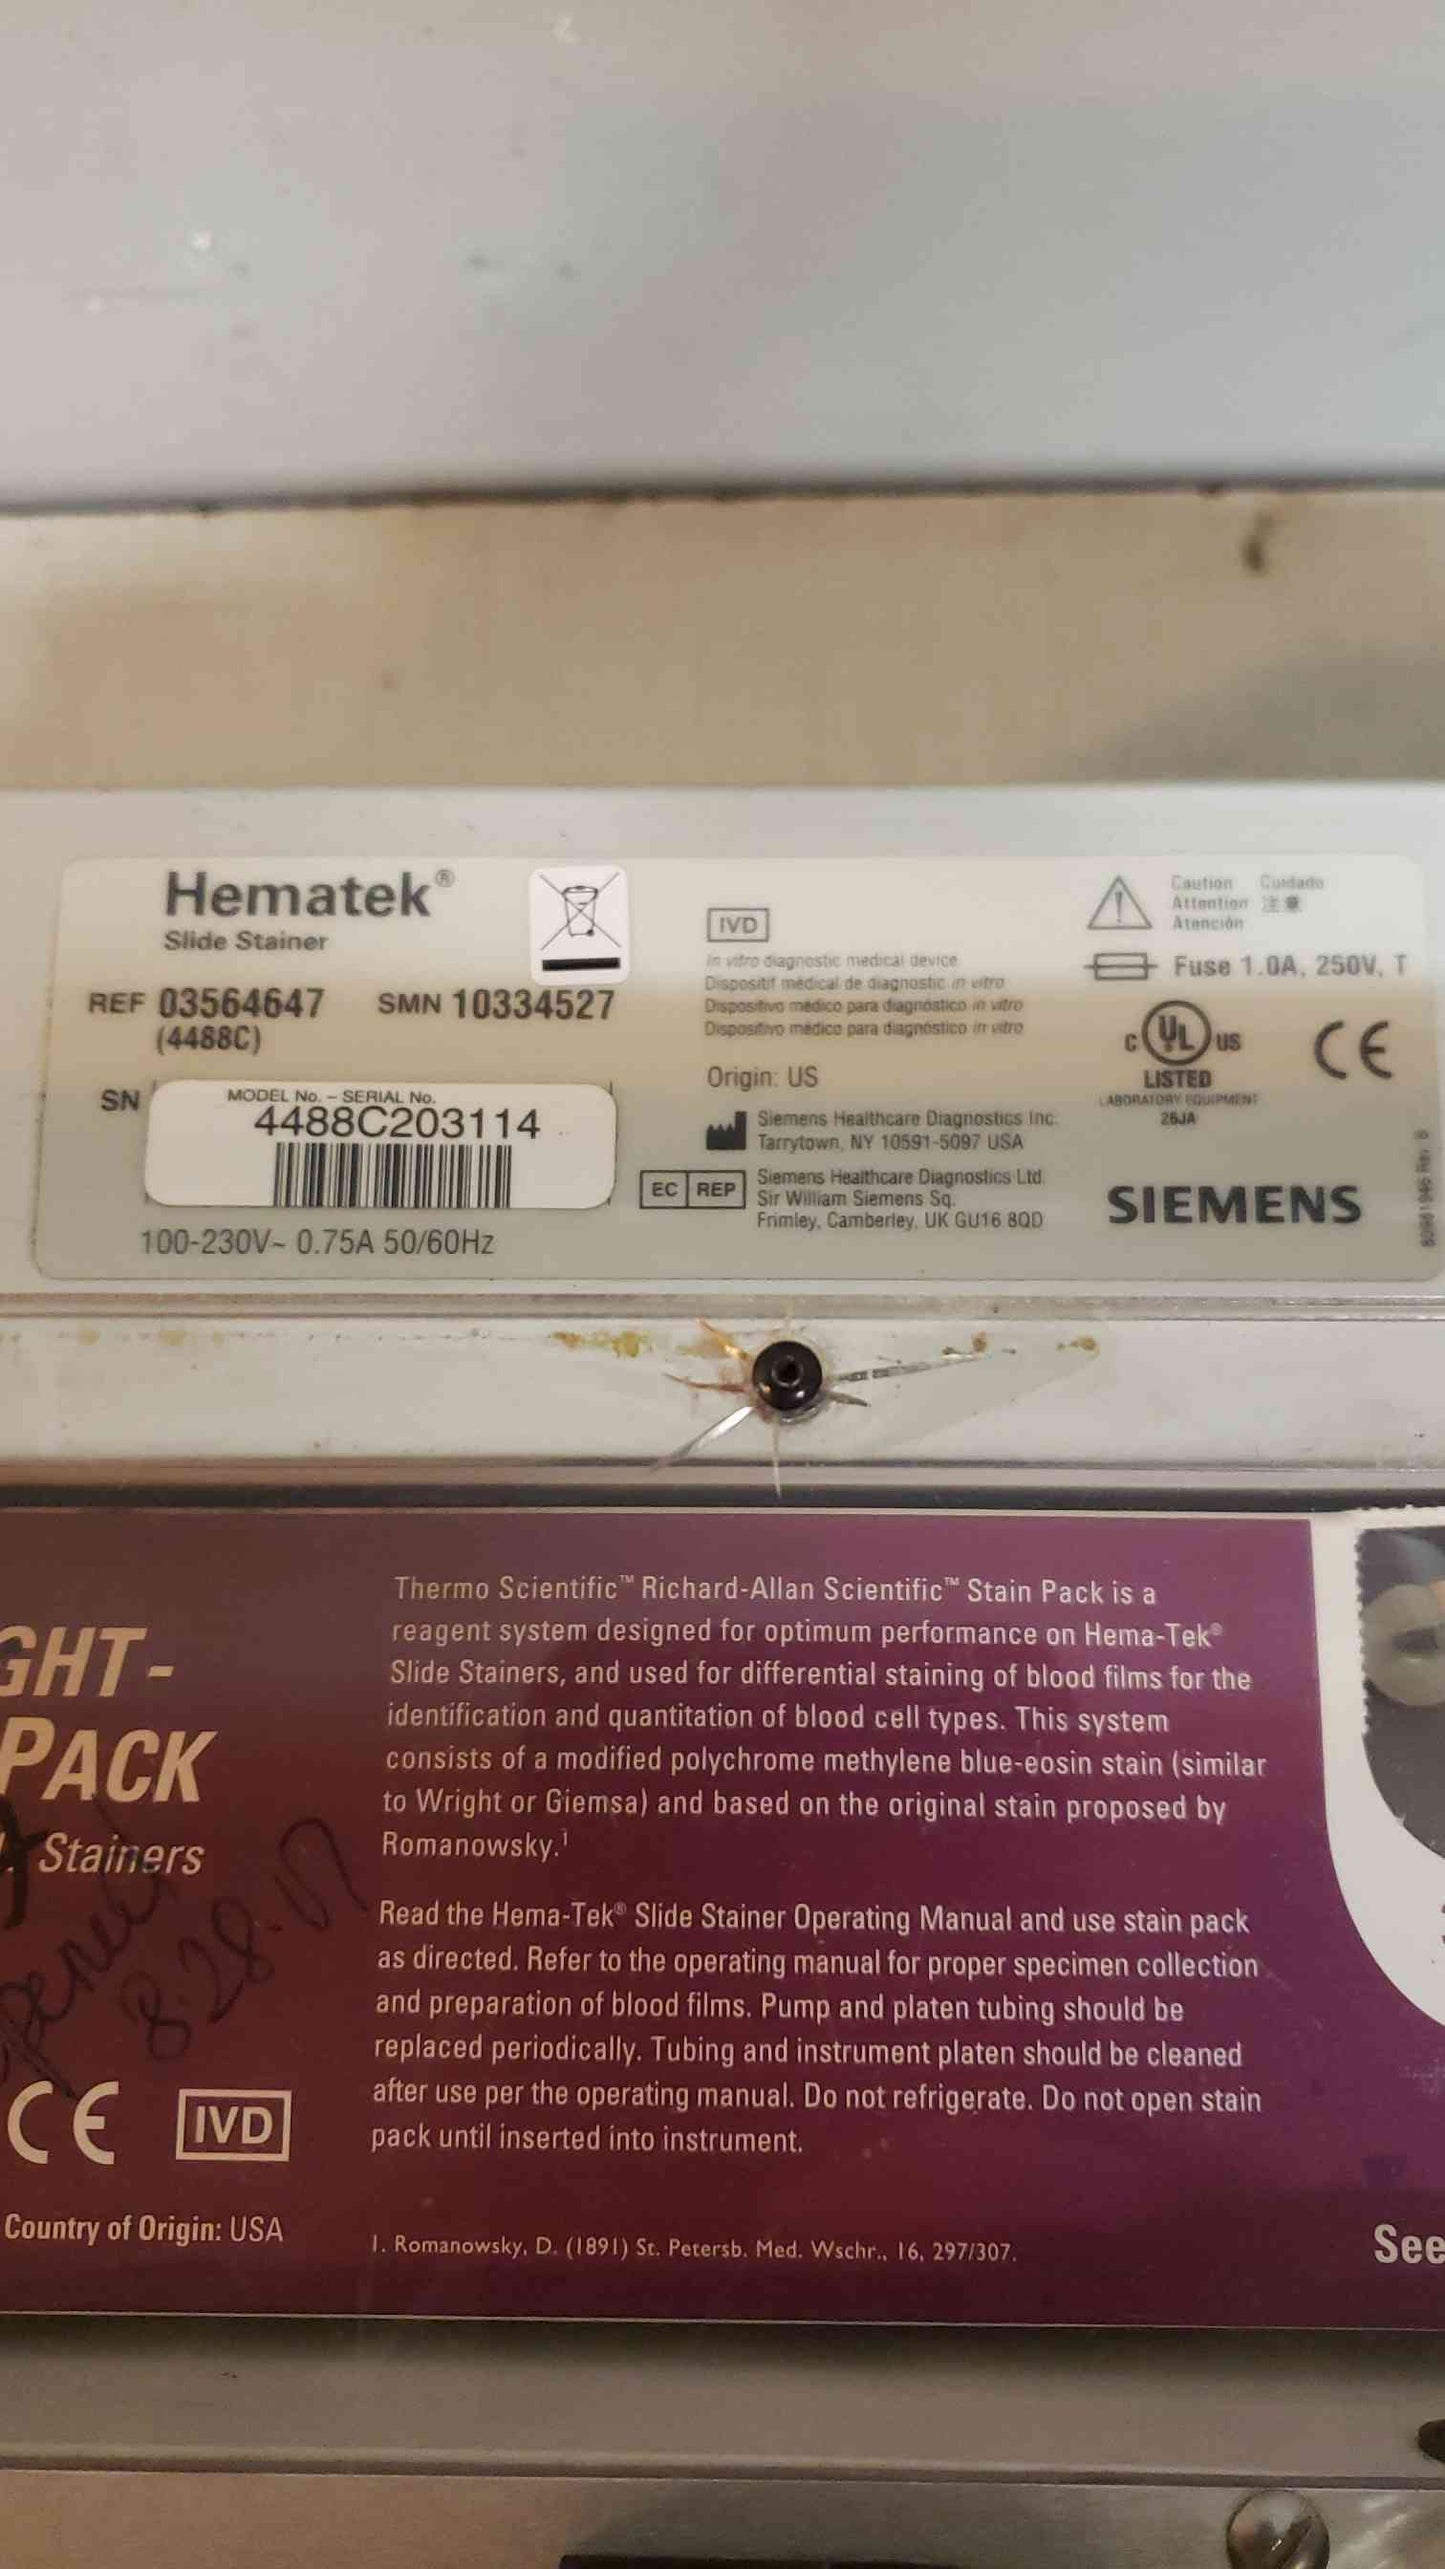 Hematek®
Slide Stainer
REF 03564647 SMN 10334527
(4488C)
SN
MODEL No. – SERIAL No.
4488C203114
100-230V~ 0.75A 50/60Hz
IVD
In vitro diagnostic medical device
Dispositif médical de diagnostic in vitro
Dispositivo médico para diagnóstico in vitro
Dispositivo médico para diagnóstico in vitro
Origin: US
Siemens Healthcare Diagnostics Inc.
Tarrytown, NY 10591-5097 USA
EC REP
Siemens Healthcare Diagnostics Ltd.
Sir William Siemens Sq.
Frimley, Camberley, UK GU16 8QD
Caution Cuidado
Attention 注意
Atención
Fuse 1.0A, 250V, T
C UL US
LISTED
LABORATORY EQUIPMENT
26JA
CE
SIEMENS
GHT-
PACK
Stainers
opened
8.28.07
CE IVD
Country of Origin: USA
Thermo Scientific™ Richard-Allan Scientific™ Stain Pack is a
reagent system designed for optimum performance on Hema-Tek®
Slide Stainers, and used for differential staining of blood films for the
identification and quantitation of blood cell types. This system
consists of a modified polychrome methylene blue-eosin stain (similar
to Wright or Giemsa) and based on the original stain proposed by
Romanowsky.¹
Read the Hema-Tek® Slide Stainer Operating Manual and use stain pack
as directed. Refer to the operating manual for proper specimen collection
and preparation of blood films. Pump and platen tubing should be
replaced periodically. Tubing and instrument platen should be cleaned
after use per the operating manual. Do not refrigerate. Do not open stain
pack until inserted into instrument.
1. Romanowsky, D. (1891) St. Petersb. Med. Wschr., 16, 297/307.
See